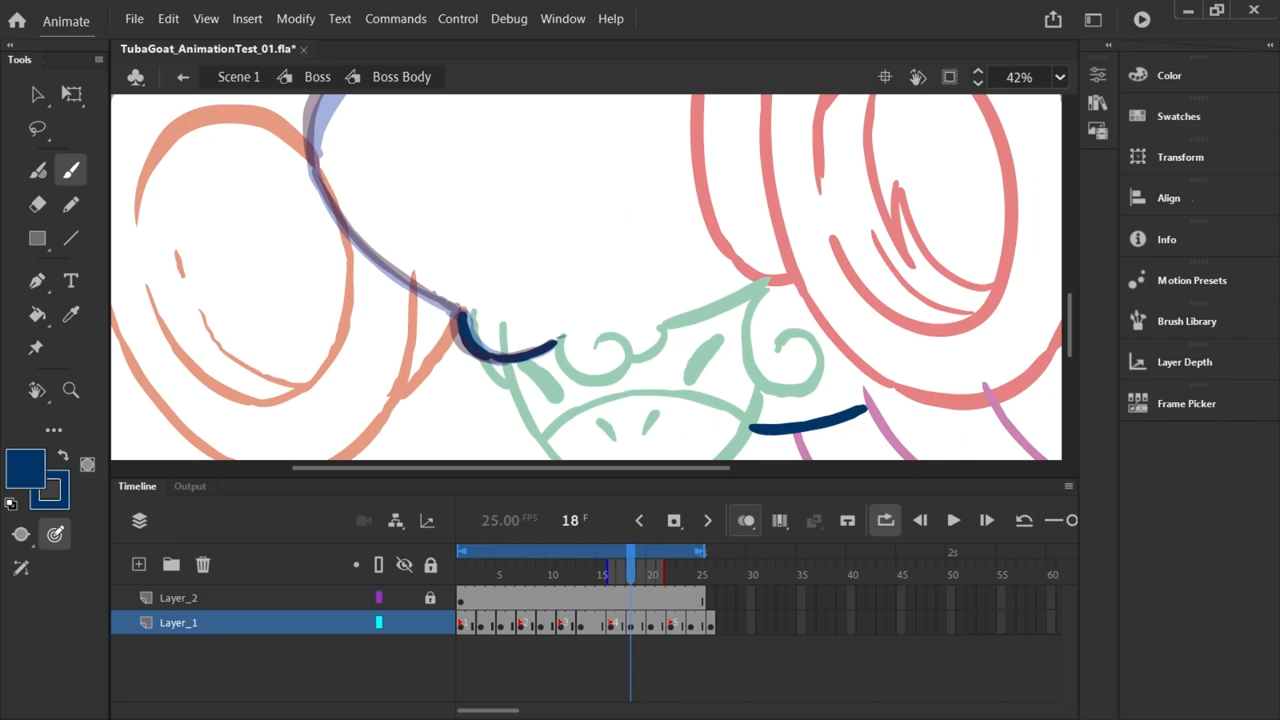 Animate File Edit View Insert Modify Text Commands Control Debug Window Help
TubaGoat_AnimationTest_01.fla*
Tools
Scene 1 Boss Boss Body 42%
Color
Swatches
Transform
Align
Info
Motion Presets
Brush Library
Layer Depth
Frame Picker
Timeline Output
25.00 FPS 18 F
1s 2s
5 10 15 20 25 30 35 40 45 50 55 60
Layer_2
Layer_1